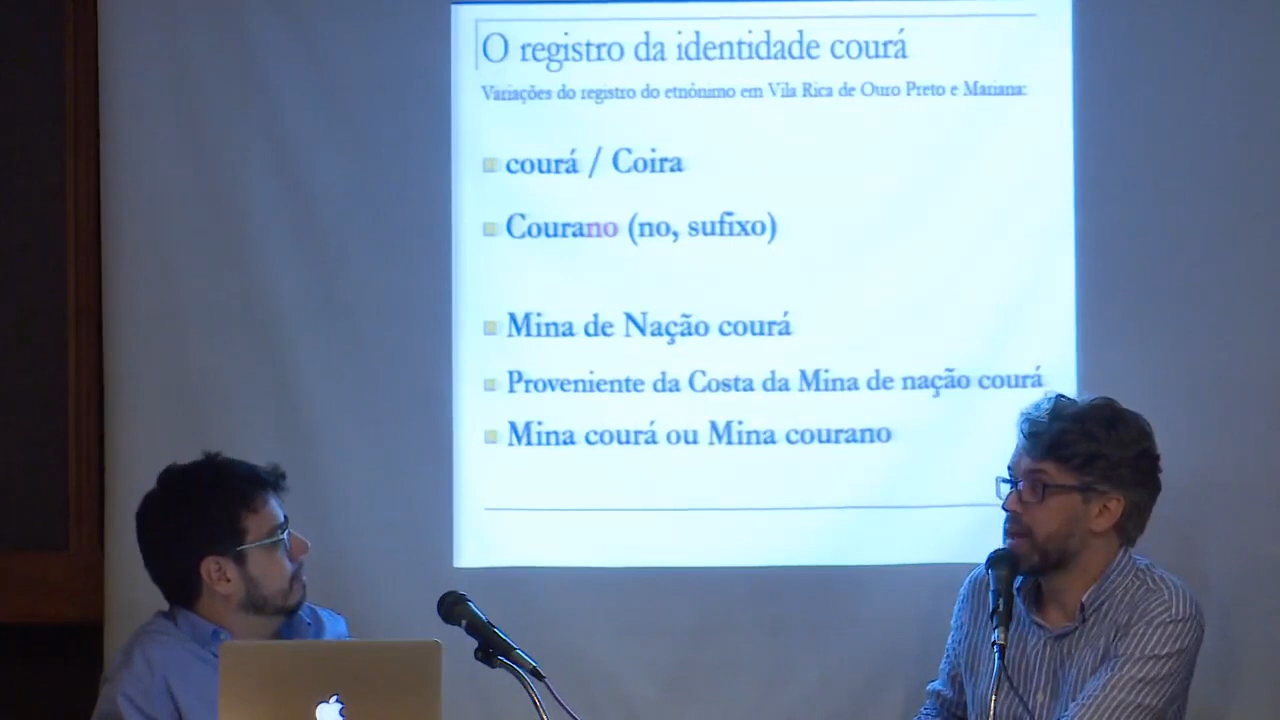 O registro da identidade courá
Variações do registro do etnónimo em Vila Rica de Ouro Preto e Mariana:
courá / Coira
Courano (no, sufixo)
Mina de Nação courá
Proveniente da Costa da Mina de nação courá
Mina courá ou Mina courano